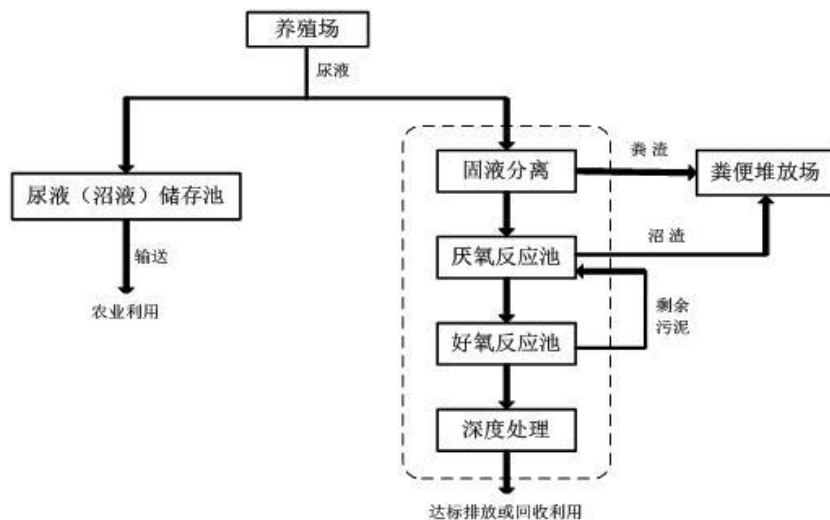 养殖场
尿液
固液分离
粪 渣
粪便堆放场
尿液（沼液）储存池
输送
厌氧反应池
沼 渣
农业利用
剩余
污泥
好氧反应池
深度处理
达标排放或回收利用